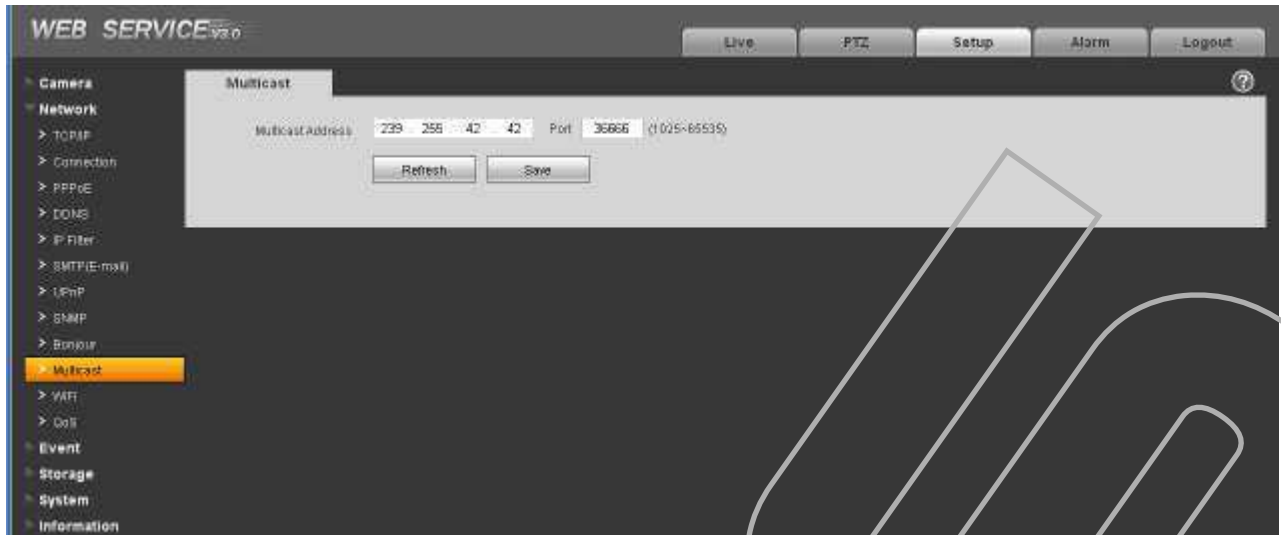 WEB SERVICE V3.0
Live PTZ Setup Alarm Logout
Camera
Network
> TCP/IP
> Connection
> PPPoE
> DDNS
> IP Filter
> SMTP(E-mail)
> UPnP
> SNMP
> Bonjour
> Multicast
> WIFI
> QoS
Event
Storage
System
Information
Multicast
?
Multicast Address 239 . 255 . 42 . 42 Port 36666 (1025~65535)
Refresh Save